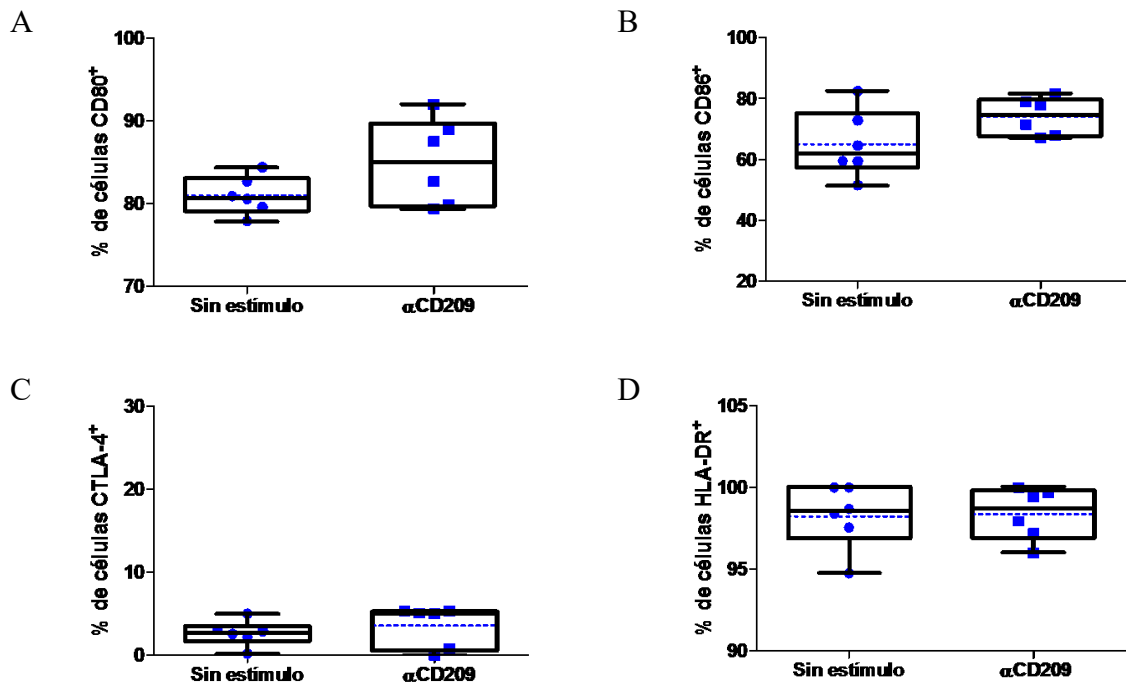 A
% de células CD80+
100
90
80
70
Sin estímulo
αCD209
B
% de células CD86+
100
80
60
40
20
Sin estímulo
αCD209
C
% de células CTLA-4+
30
20
10
0
Sin estímulo
αCD209
D
% de células HLA-DR+
105
100
95
90
Sin estímulo
αCD209